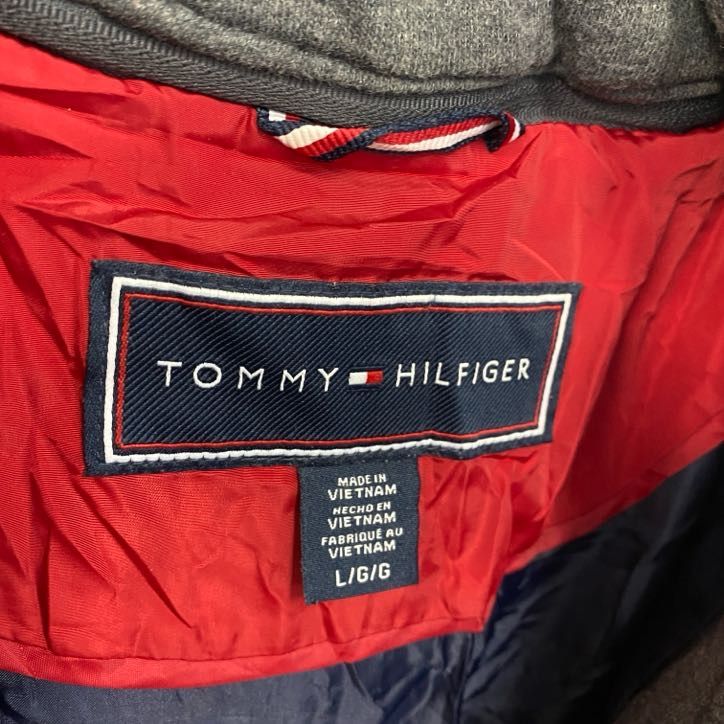 TOMMY HILFIGER
MADE IN
VIETNAM
HECHO EN
VIETNAM
FABRIQUÉ AU
VIETNAM
L/G/G